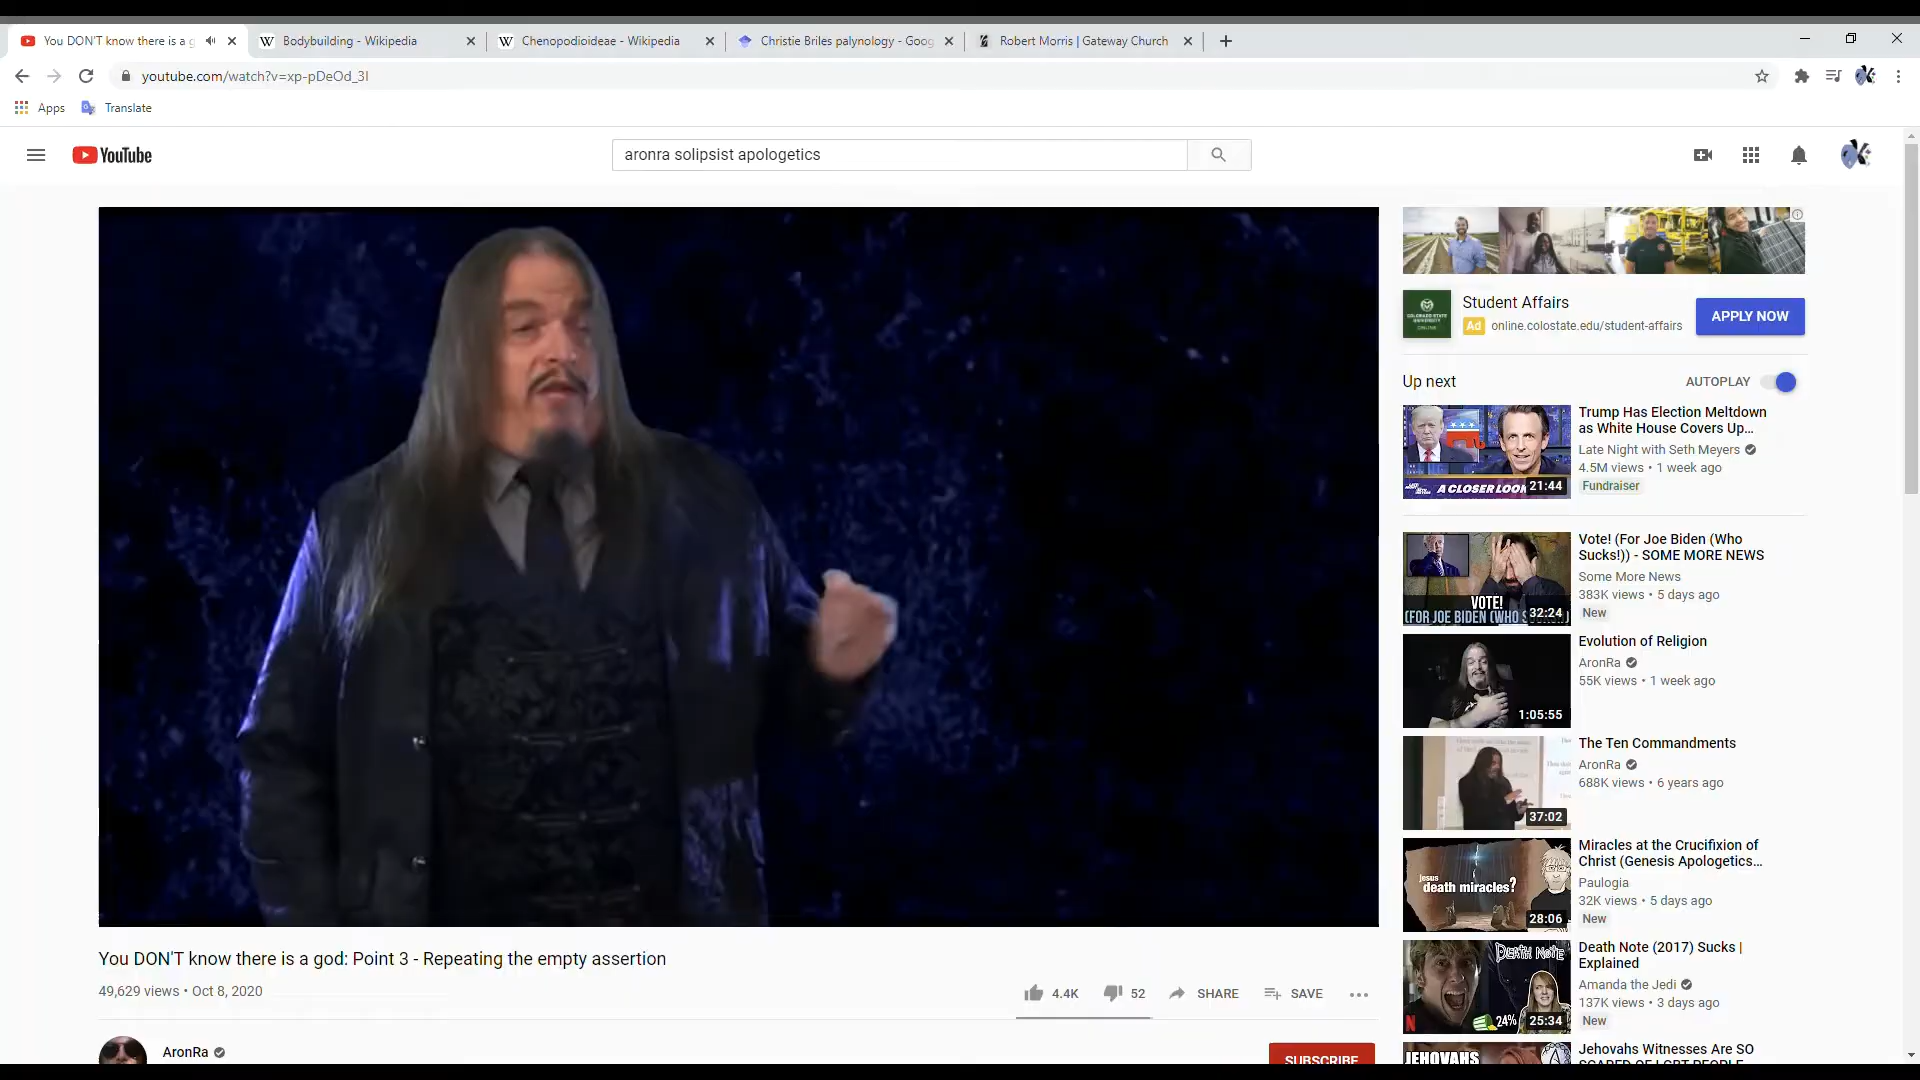 You DON'T know there is a g
Bodybuilding - Wikipedia
Chenopodioideae - Wikipedia
Christie Briles palynology - Goog
Robert Morris | Gateway Church
youtube.com/watch?v=xp-pDeOd_3I
Apps
Translate
YouTube
aronra solipsist apologetics
Student Affairs
Ad online.colostate.edu/student-affairs
APPLY NOW
COLORADO STATE
UNIVERSITY
ONLINE
Up next
AUTOPLAY
Trump Has Election Meltdown
as White House Covers Up...
Late Night with Seth Meyers
4.5M views • 1 week ago
Fundraiser
A CLOSER LOOK
21:44
Vote! (For Joe Biden (Who
Sucks!)) - SOME MORE NEWS
Some More News
383K views • 5 days ago
New
VOTE!
(FOR JOE BIDEN (WHO S
32:24
Evolution of Religion
AronRa
55K views • 1 week ago
1:05:55
The Ten Commandments
AronRa
688K views • 6 years ago
37:02
Miracles at the Crucifixion of
Christ (Genesis Apologetics...
Paulogia
32K views • 5 days ago
New
jesus
death miracles?
28:06
Death Note (2017) Sucks |
Explained
Amanda the Jedi
137K views • 3 days ago
New
DEATH NOTE
24%
25:34
Jehovahs Witnesses Are SO
SCARED OF LGBT PEOPLE
JEHOVAHS
You DON'T know there is a god: Point 3 - Repeating the empty assertion
49,629 views • Oct 8, 2020
4.4K
52
SHARE
SAVE
AronRa
SUBSCRIBE